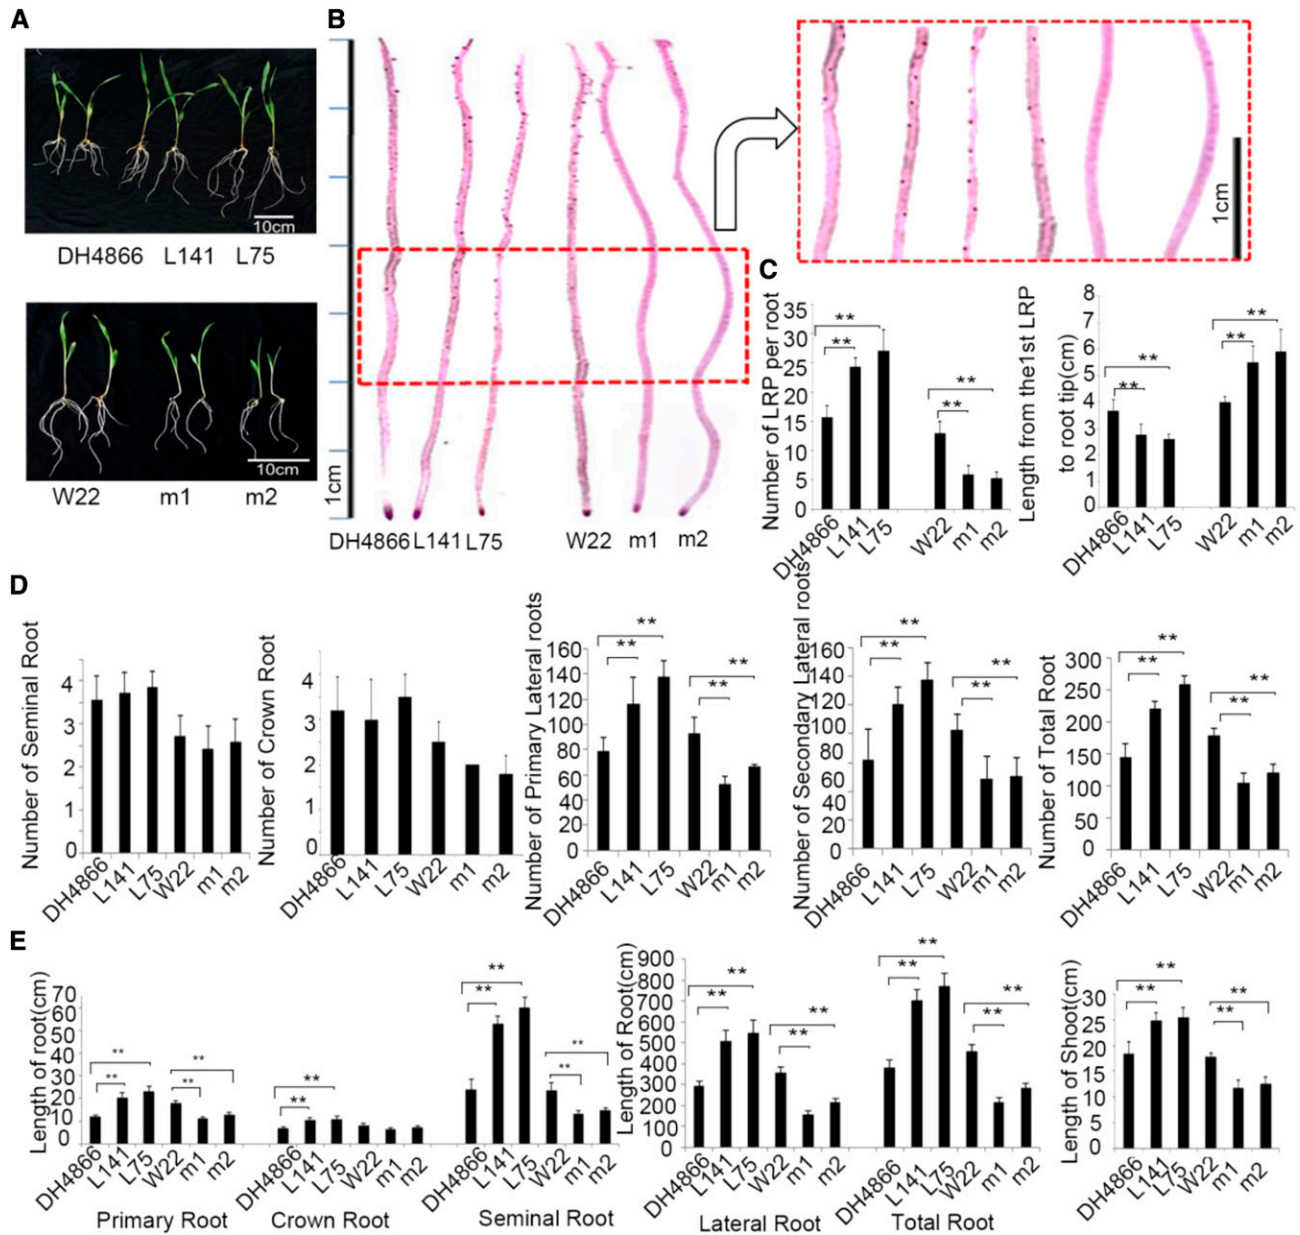 A
10cm
DH4866 L141 L75
10cm
W22 m1 m2
B
1cm
DH4866 L141 L75 W22 m1 m2
1cm
C
Number of LRP per root
35
30
25
20
15
10
5
0
** ** ** **
DH4866 L141 L75 W22 m1 m2
Length from the1st LRP
to root tip(cm)
8
7
6
5
4
3
2
1
0
** ** ** **
DH4866 L141 L75 W22 m1 m2
D
Number of Seminal Root
4
3
2
1
0
DH4866 L141 L75 W22 m1 m2
Number of Crown Root
4
3
2
1
0
DH4866 L141 L75 W22 m1 m2
Number of Primary Lateral roots
160
140
120
100
80
60
40
20
0
** ** ** **
DH4866 L141 L75 W22 m1 m2
Number of Secondary Lateral roots
160
140
120
100
80
60
40
20
0
** ** ** **
DH4866 L141 L75 W22 m1 m2
Number of Total Root
300
250
200
150
100
50
0
** ** ** **
DH4866 L141 L75 W22 m1 m2
E
Length of root(cm)
70
60
50
40
30
20
10
0
** ** ** **
DH4866 L141 L75 W22 m1 m2
Primary Root
** **
DH4866 L141 L75 W22 m1 m2
Crown Root
** ** ** **
DH4866 L141 L75 W22 m1 m2
Seminal Root
Length of Root(cm)
900
800
700
600
500
400
300
200
100
0
** ** ** **
DH4866 L141 L75 W22 m1 m2
Lateral Root
** ** ** **
DH4866 L141 L75 W22 m1 m2
Total Root
Length of Shoot(cm)
30
25
20
15
10
5
0
** ** ** **
DH4866 L141 L75 W22 m1 m2